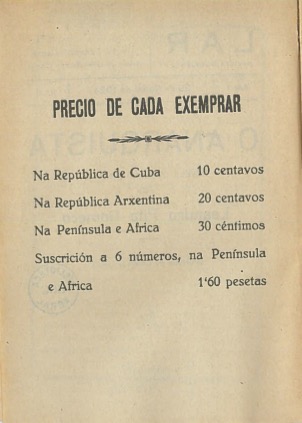 PRECIO DE CADA EXEMPRAR
Na República de Cuba 10 centavos
Na República Arxentina 20 centavos
Na Península e Africa 30 céntimos
Suscrición a 6 números, na Península
e Africa 1'60 pesetas